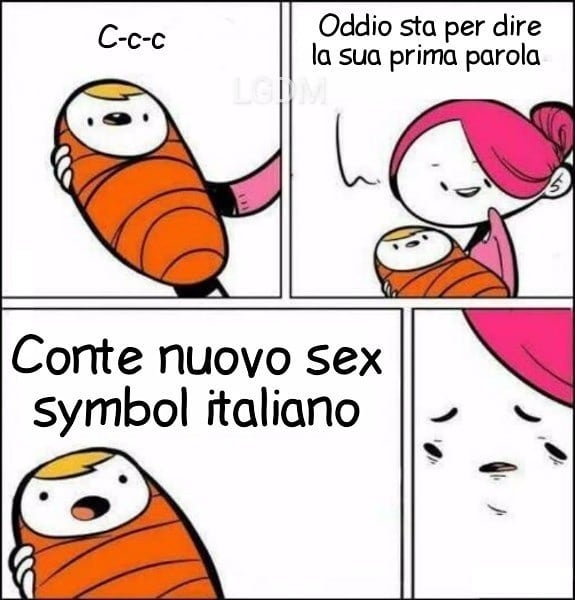 C-c-c
Oddio sta per dire
la sua prima parola
LGDM
Conte nuovo sex
symbol italiano